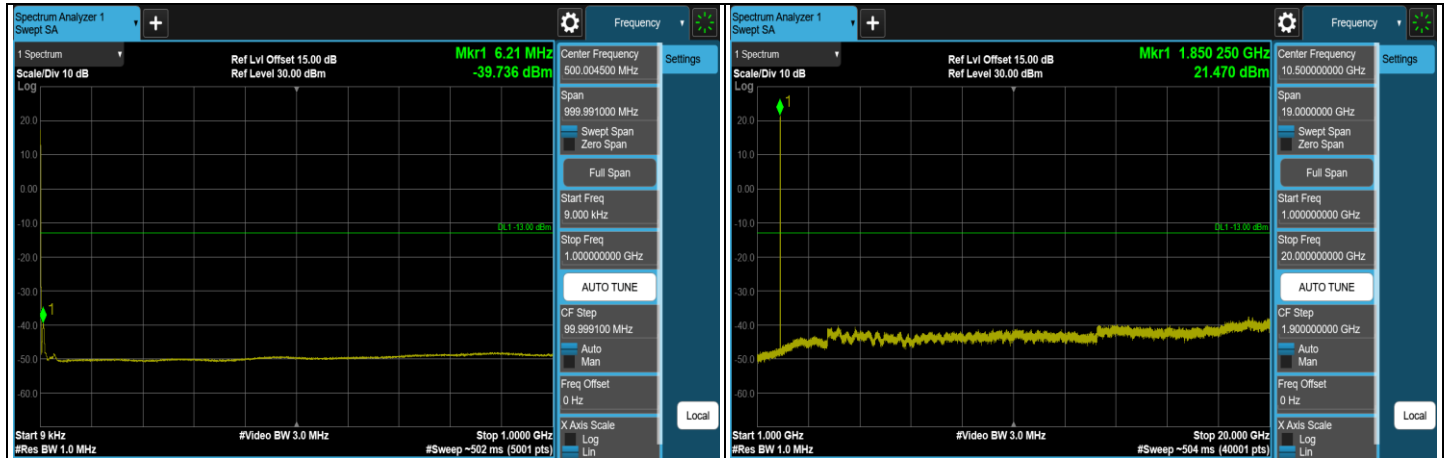 Spectrum Analyzer 1
Swept SA
+
Frequency
1 Spectrum
Scale/Div 10 dB
Log
Ref Lvl Offset 15.00 dB
Ref Level 30.00 dBm
Mkr1 6.21 MHz
-39.736 dBm
1
20.0
10.0
0.00
-10.0
-20.0
-30.0
-40.0
-50.0
-60.0
DL1 -13.00 dBm
Start 9 kHz
#Res BW 1.0 MHz
#Video BW 3.0 MHz
Stop 1.0000 GHz
#Sweep ~502 ms (5001 pts)
Center Frequency
500.004500 MHz
Span
999.991000 MHz
Swept Span
Zero Span
Full Span
Start Freq
9.000 kHz
Stop Freq
1.000000000 GHz
AUTO TUNE
CF Step
99.999100 MHz
Auto
Man
Freq Offset
0 Hz
X Axis Scale
Log
Lin
Settings
Local
Spectrum Analyzer 1
Swept SA
+
Frequency
1 Spectrum
Scale/Div 10 dB
Log
Ref Lvl Offset 15.00 dB
Ref Level 30.00 dBm
Mkr1 1.850 250 GHz
21.470 dBm
1
20.0
10.0
0.00
-10.0
-20.0
-30.0
-40.0
-50.0
-60.0
DL1 -13.00 dBm
Start 1.000 GHz
#Res BW 1.0 MHz
#Video BW 3.0 MHz
Stop 20.000 GHz
#Sweep ~504 ms (40001 pts)
Center Frequency
10.500000000 GHz
Span
19.0000000 GHz
Swept Span
Zero Span
Full Span
Start Freq
1.000000000 GHz
Stop Freq
20.000000000 GHz
AUTO TUNE
CF Step
1.900000000 GHz
Auto
Man
Freq Offset
0 Hz
X Axis Scale
Log
Lin
Settings
Local